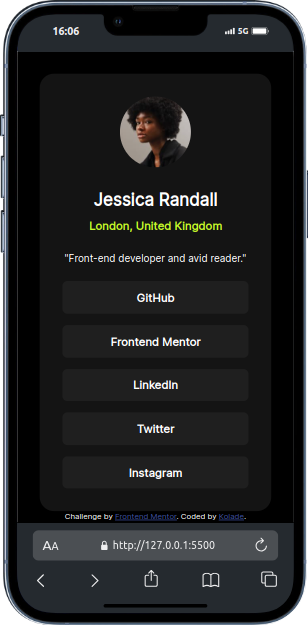 16:06 5G
Jessica Randall
London, United Kingdom
"Front-end developer and avid reader."
GitHub
Frontend Mentor
LinkedIn
Twitter
Instagram
Challenge by Frontend Mentor. Coded by Kolade.
AA http://127.0.0.1:5500